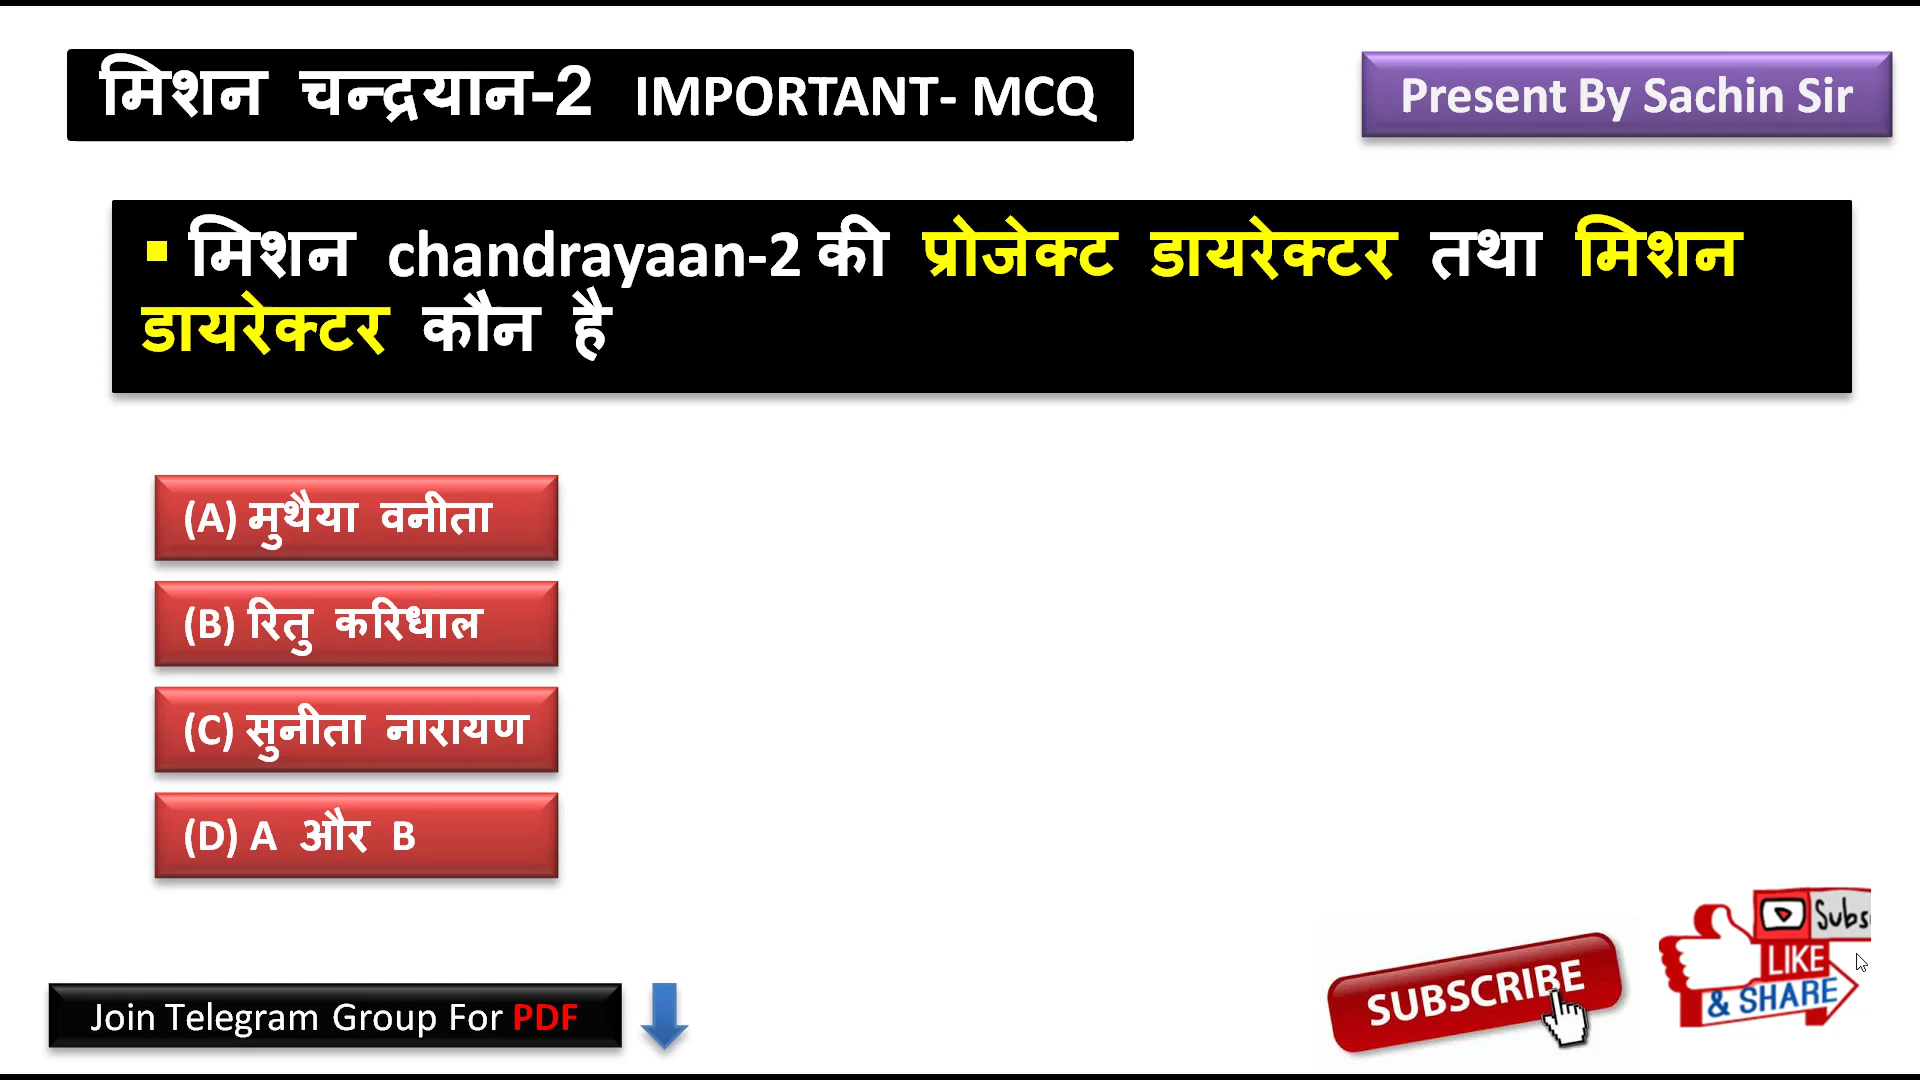 मिशन चन्द्रयान-2 IMPORTANT- MCQ
Present By Sachin Sir
▪ मिशन chandrayaan-2 की प्रोजेक्ट डायरेक्टर तथा मिशन
डायरेक्टर कौन है
(A) मुथैया वनीता
(B) रितु करिधाल
(C) सुनीता नारायण
(D) A और B
Subs
LIKE
& SHARE
SUBSCRIBE
Join Telegram Group For PDF